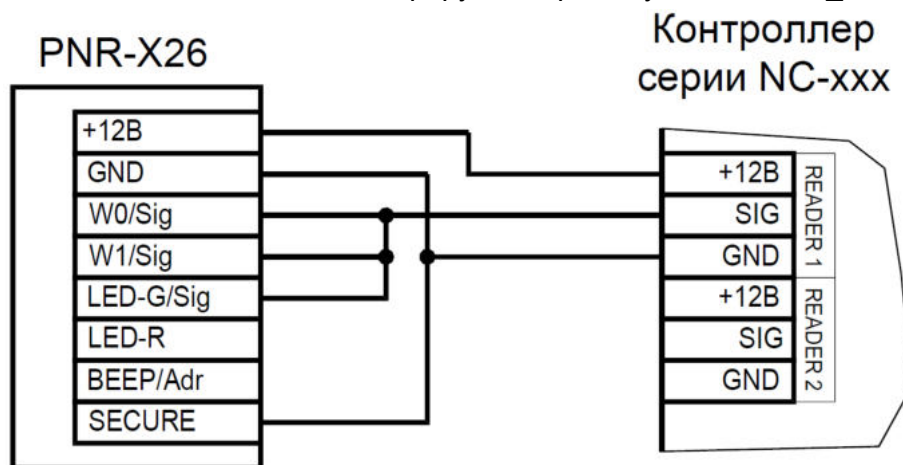 PNR-X26
+12В
GND
W0/Sig
W1/Sig
LED-G/Sig
LED-R
BEEP/Adr
SECURE
Контроллер
серии NC-xxx
+12В
SIG
GND
READER 1
+12В
SIG
GND
READER 2